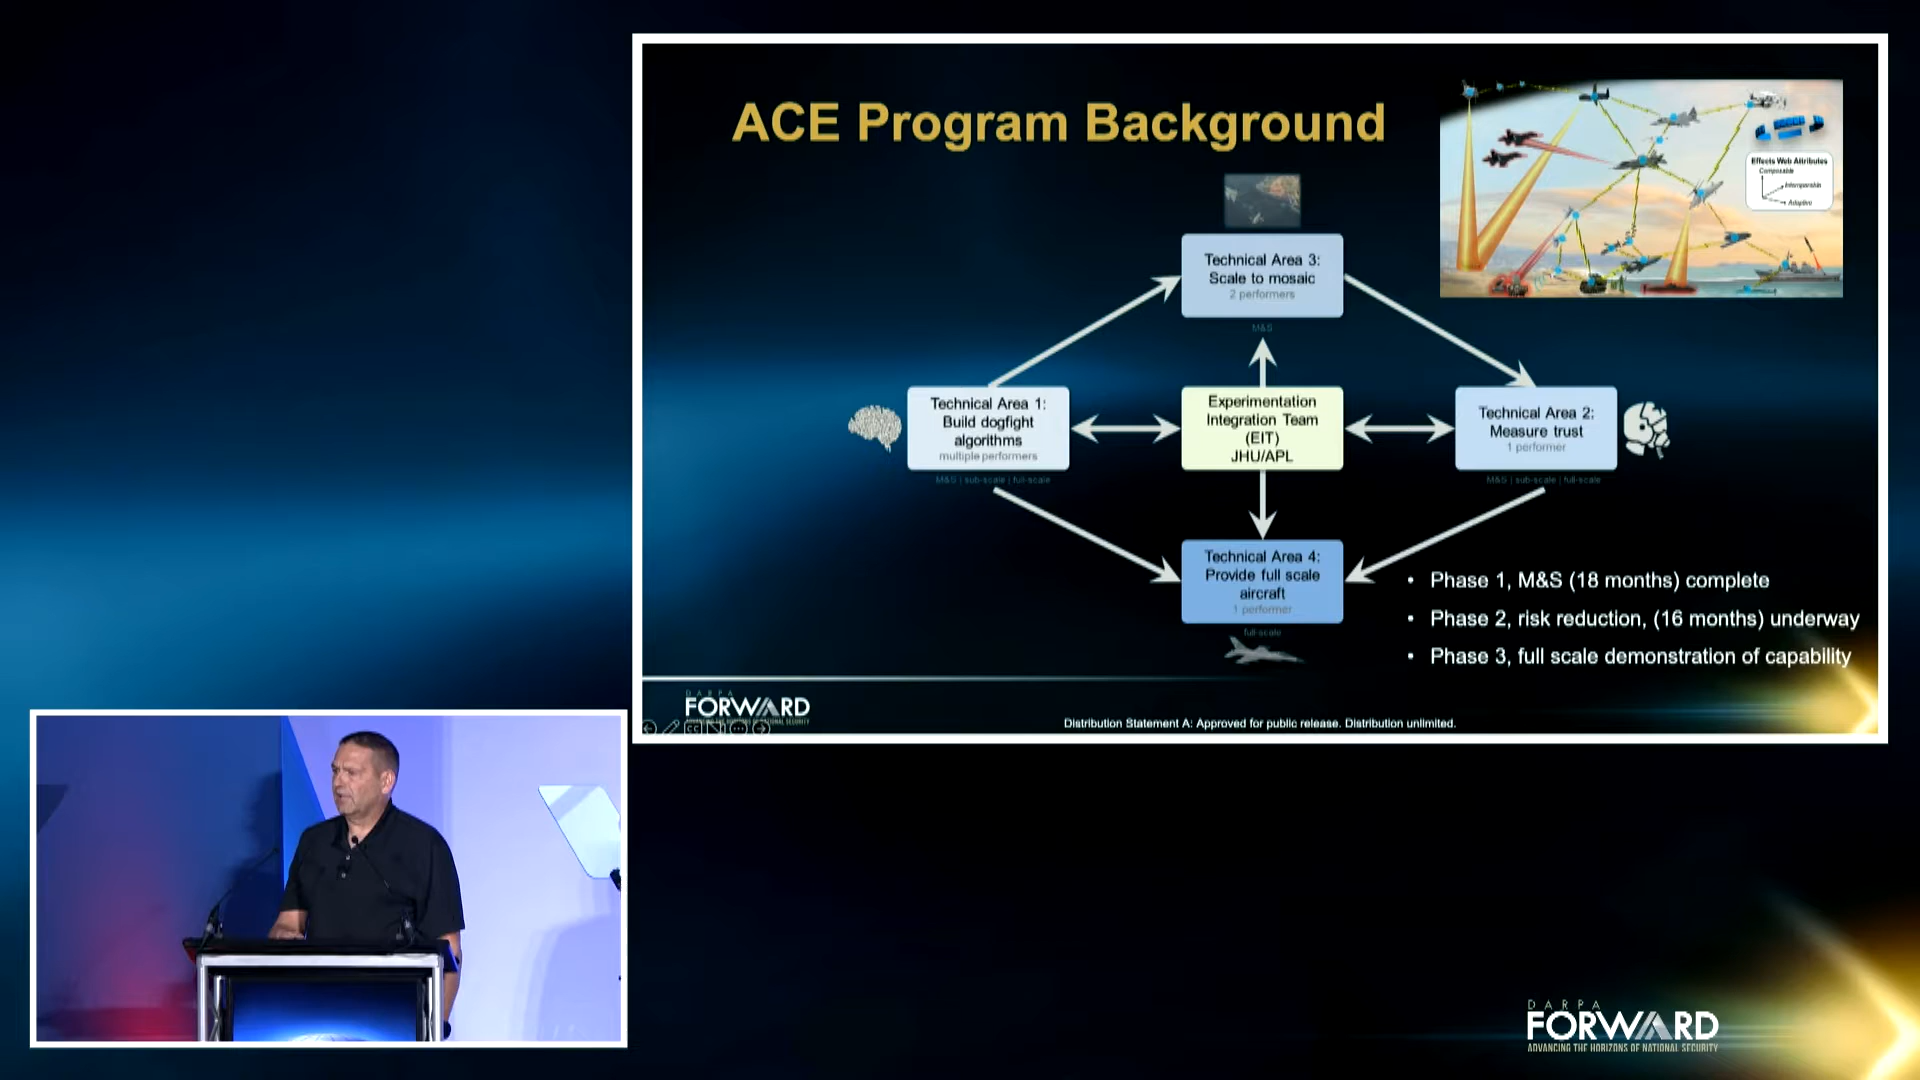 ACE Program Background
Effects Web Attributes
Composable
Interoperable
Adaptive
Technical Area 3:
Scale to mosaic
2 performers
M&S
Technical Area 1:
Build dogfight
algorithms
multiple performers
M&S | sub-scale | full-scale
Experimentation
Integration Team
(EIT)
JHU/APL
Technical Area 2:
Measure trust
1 performer
M&S | sub-scale | full-scale
Technical Area 4:
Provide full scale
aircraft
1 performer
full-scale
• Phase 1, M&S (18 months) complete
• Phase 2, risk reduction, (16 months) underway
• Phase 3, full scale demonstration of capability
DARPA
FORWARD
ADVANCING THE HORIZONS OF NATIONAL SECURITY
Distribution Statement A: Approved for public release. Distribution unlimited.
DARPA
FORWARD
ADVANCING THE HORIZONS OF NATIONAL SECURITY